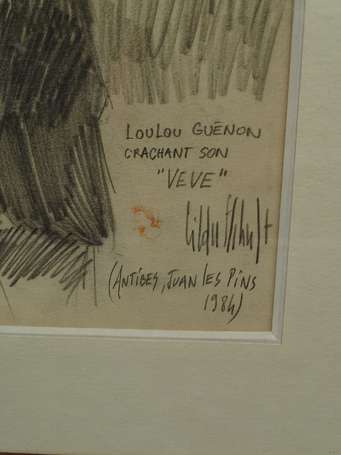 LOULOU GUÉNON
CRACHANT SON
"VEVE"
(ANTIBES, JUAN LES PINS
1984)